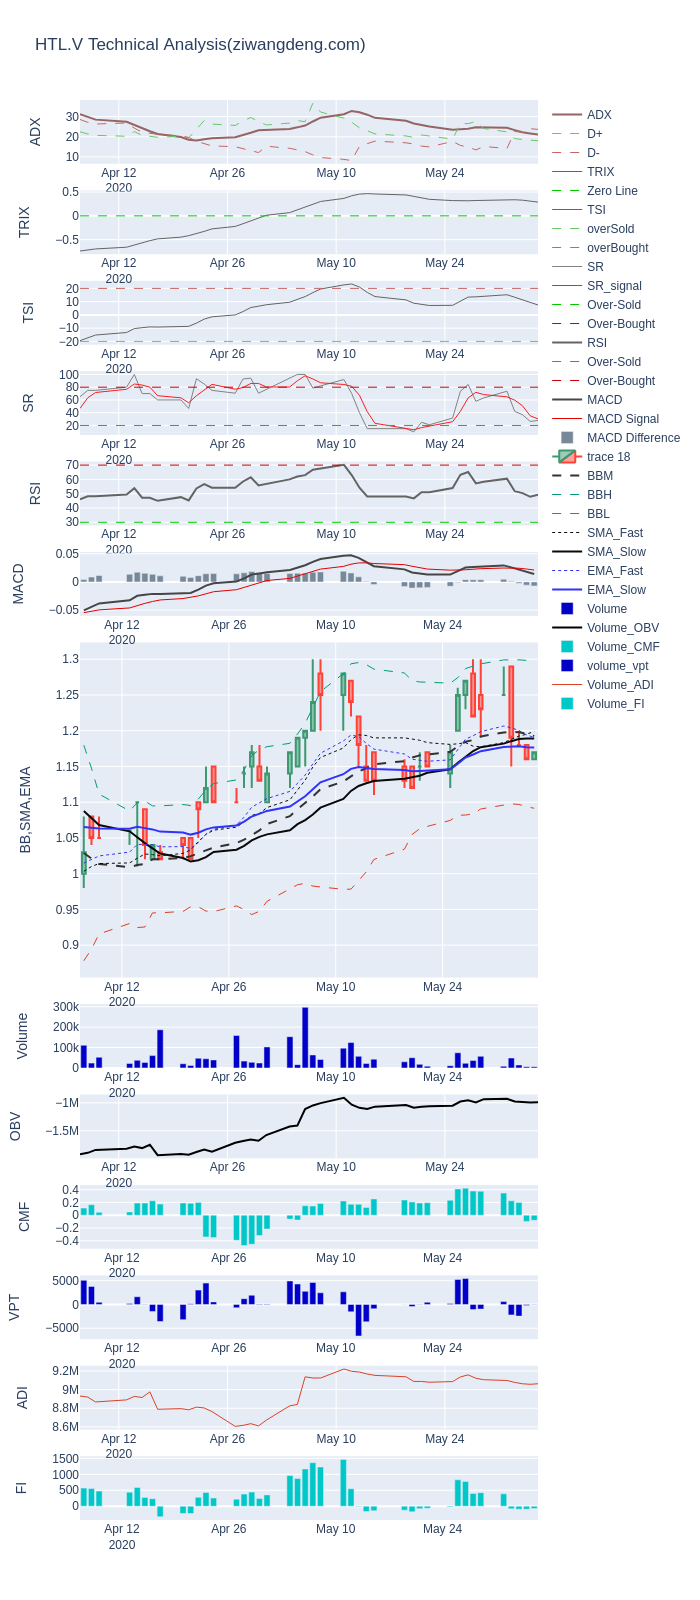 HTL.V Technical Analysis(ziwangdeng.com)
ADX
30
20
10
Apr 12
2020
Apr 26
May 10
May 24
TRIX
0.5
0
−0.5
Apr 12
2020
Apr 26
May 10
May 24
TSI
20
10
0
−10
−20
Apr 12
2020
Apr 26
May 10
May 24
SR
100
80
60
40
20
Apr 12
2020
Apr 26
May 10
May 24
RSI
70
60
50
40
30
Apr 12
2020
Apr 26
May 10
May 24
MACD
0.05
0
−0.05
Apr 12
2020
Apr 26
May 10
May 24
BB,SMA,EMA
1.3
1.25
1.2
1.15
1.1
1.05
1
0.95
0.9
Apr 12
2020
Apr 26
May 10
May 24
Volume
300k
200k
100k
0
Apr 12
2020
Apr 26
May 10
May 24
OBV
−1M
−1.5M
Apr 12
2020
Apr 26
May 10
May 24
CMF
0.4
0.2
0
−0.2
−0.4
Apr 12
2020
Apr 26
May 10
May 24
VPT
5000
0
−5000
Apr 12
2020
Apr 26
May 10
May 24
ADI
9.2M
9M
8.8M
8.6M
Apr 12
2020
Apr 26
May 10
May 24
FI
1500
1000
500
0
Apr 12
2020
Apr 26
May 10
May 24
ADX
D+
D-
TRIX
Zero Line
TSI
overSold
overBought
SR
SR_signal
Over-Sold
Over-Bought
RSI
Over-Sold
Over-Bought
MACD
MACD Signal
MACD Difference
trace 18
BBM
BBH
BBL
SMA_Fast
SMA_Slow
EMA_Fast
EMA_Slow
Volume
Volume_OBV
Volume_CMF
volume_vpt
Volume_ADI
Volume_FI